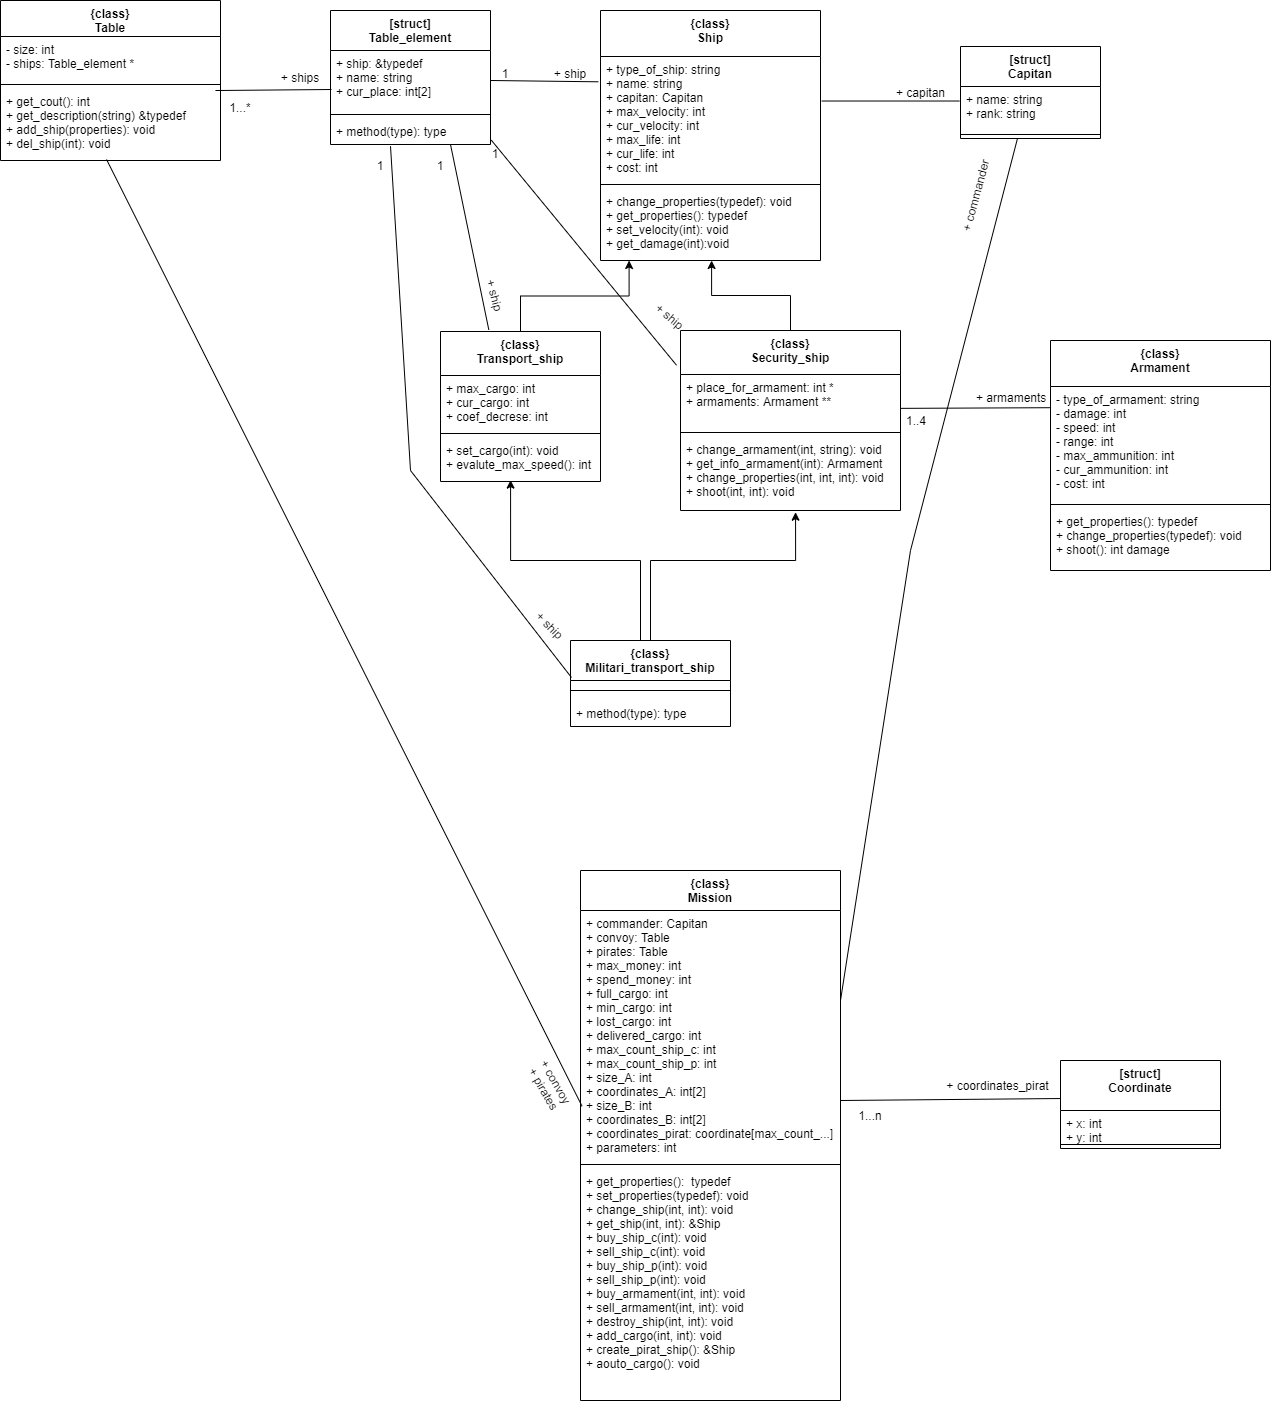 {class}
Table
- size: int
- ships: Table_element *
+ get_cout(): int
+ get_description(string) &typedef
+ add_ship(properties): void
+ del_ship(int): void
+ ships
1...*
[struct]
Table_element
+ ship: &typedef
+ name: string
+ cur_place: int[2]
+ method(type): type
1
+ ship
1
1
1
{class}
Ship
+ type_of_ship: string
+ name: string
+ capitan: Capitan
+ max_velocity: int
+ cur_velocity: int
+ max_life: int
+ cur_life: int
+ cost: int
+ change_properties(typedef): void
+ get_properties(): typedef
+ set_velocity(int): void
+ get_damage(int):void
+ capitan
[struct]
Capitan
+ name: string
+ rank: string
+ commander
+ ship
+ ship
{class}
Transport_ship
+ max_cargo: int
+ cur_cargo: int
+ coef_decrese: int
+ set_cargo(int): void
+ evalute_max_speed(): int
{class}
Security_ship
+ place_for_armament: int *
+ armaments: Armament **
+ change_armament(int, string): void
+ get_info_armament(int): Armament
+ change_properties(int, int, int): void
+ shoot(int, int): void
+ armaments
1..4
{class}
Armament
- type_of_armament: string
- damage: int
- speed: int
- range: int
- max_ammunition: int
- cur_ammunition: int
- cost: int
+ get_properties(): typedef
+ change_properties(typedef): void
+ shoot(): int damage
+ ship
{class}
Militari_transport_ship
+ method(type): type
{class}
Mission
+ commander: Capitan
+ convoy: Table
+ pirates: Table
+ max_money: int
+ spend_money: int
+ full_cargo: int
+ min_cargo: int
+ lost_cargo: int
+ delivered_cargo: int
+ max_count_ship_c: int
+ max_count_ship_p: int
+ size_A: int
+ coordinates_A: int[2]
+ size_B: int
+ coordinates_B: int[2]
+ coordinates_pirat: coordinate[max_count_...]
+ parameters: int
+ get_properties():  typedef
+ set_properties(typedef): void
+ change_ship(int, int): void
+ get_ship(int, int): &Ship
+ buy_ship_c(int): void
+ sell_ship_c(int): void
+ buy_ship_p(int): void
+ sell_ship_p(int): void
+ buy_armament(int, int): void
+ sell_armament(int, int): void
+ destroy_ship(int, int): void
+ add_cargo(int, int): void
+ create_pirat_ship(): &Ship
+ aouto_cargo(): void
+ convoy
+ pirates
+ coordinates_pirat
1...n
[struct]
Coordinate
+ x: int
+ y: int